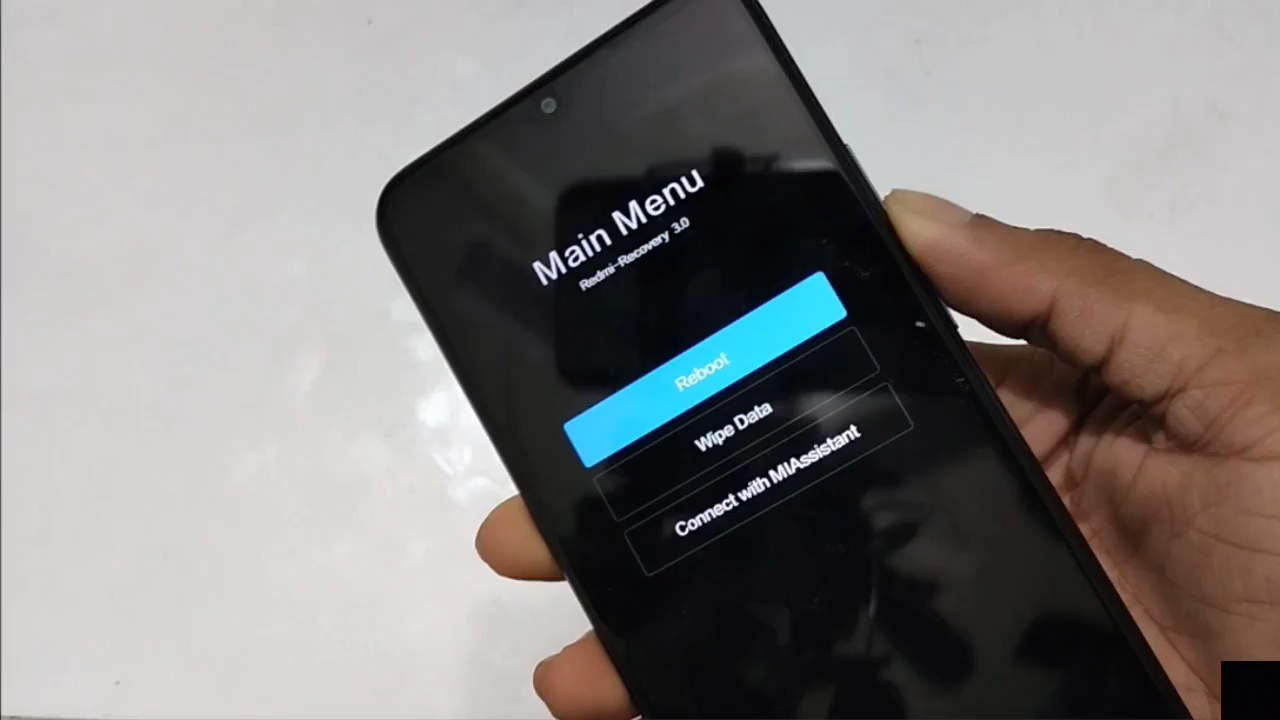 Main Menu
Redmi-Recovery 3.0
Reboot
Wipe Data
Connect with MIAssistant